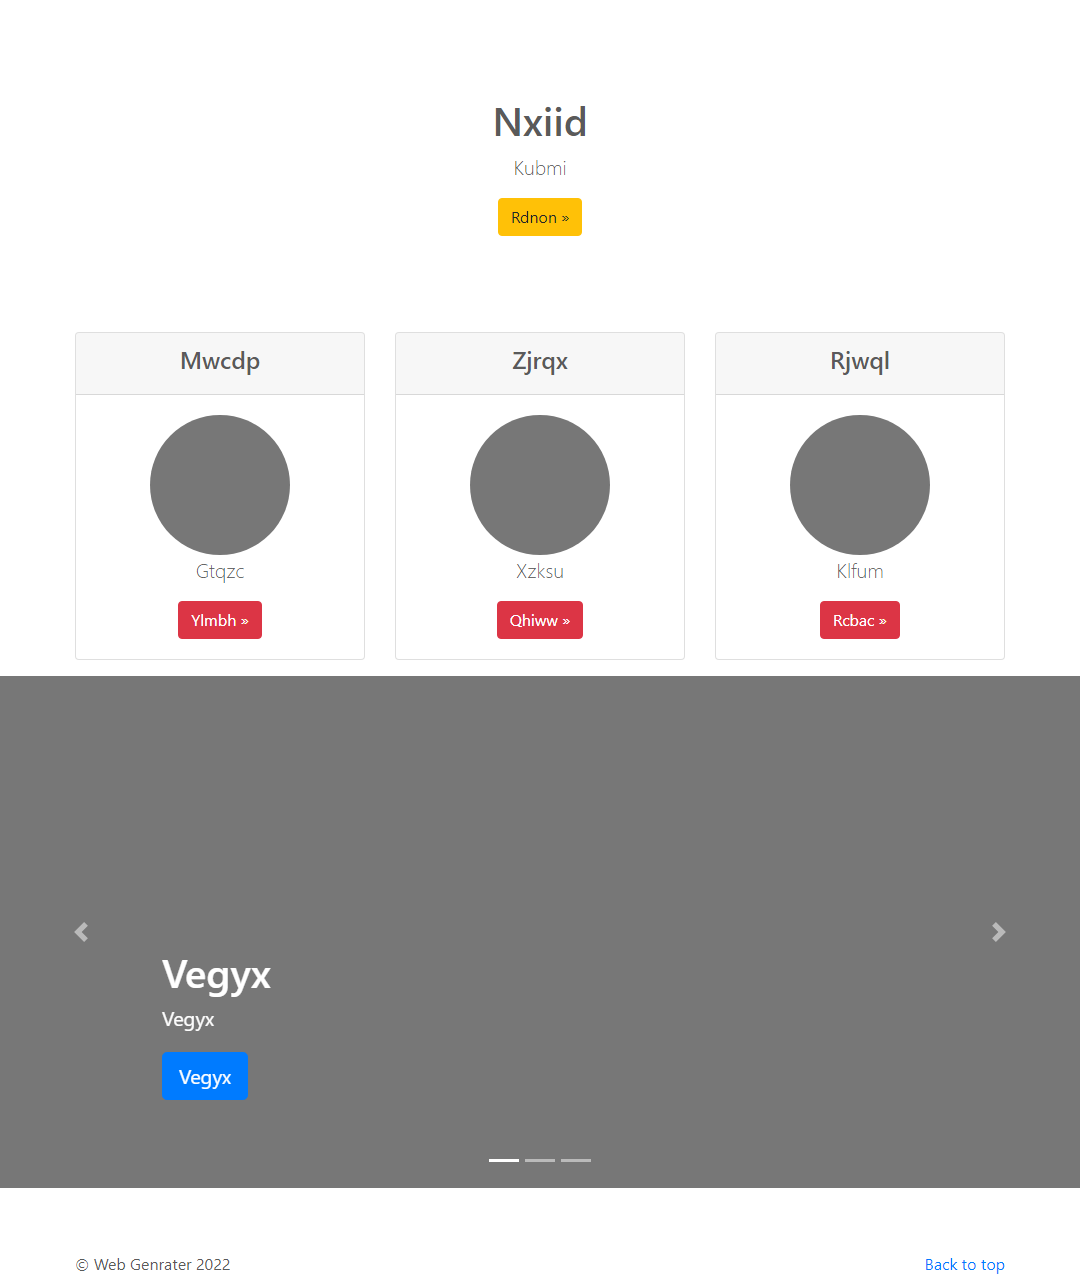 Nxiid
Kubmi
Rdnon »
Mwcdp
Zjrqx
Rjwql
Gtqzc
Xzksu
Klfum
Ylmbh »
Qhiww »
Rcbac »
Vegyx
Vegyx
Vegyx
© Web Genrater 2022
Back to top